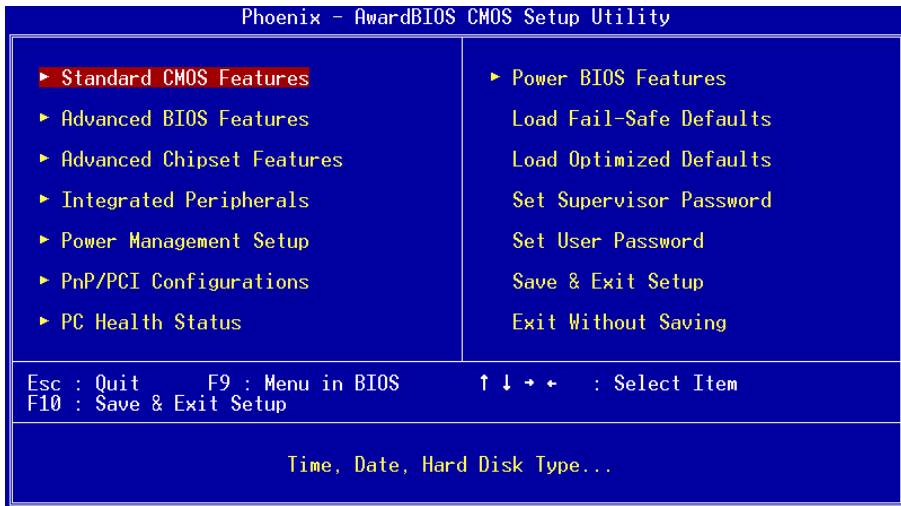 Phoenix - AwardBIOS CMOS Setup Utility
► Standard CMOS Features
► Advanced BIOS Features
► Advanced Chipset Features
► Integrated Peripherals
► Power Management Setup
► PnP/PCI Configurations
► PC Health Status
► Power BIOS Features
Load Fail-Safe Defaults
Load Optimized Defaults
Set Supervisor Password
Set User Password
Save & Exit Setup
Exit Without Saving
Esc : Quit F9 : Menu in BIOS ↑ ↓ → ← : Select Item
F10 : Save & Exit Setup
Time, Date, Hard Disk Type...